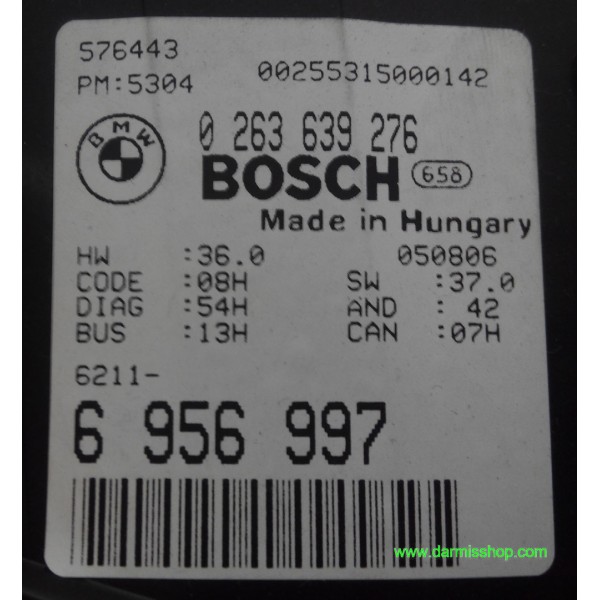 576443
PM:5304 00255315000142
BMW
0 263 639 276
BOSCH 658
Made in Hungary
HW :36.0 050806
CODE :08H SW :37.0
DIAG :54H AND : 42
BUS :13H CAN :07H
6211-
6 956 997
www.darmisshop.com